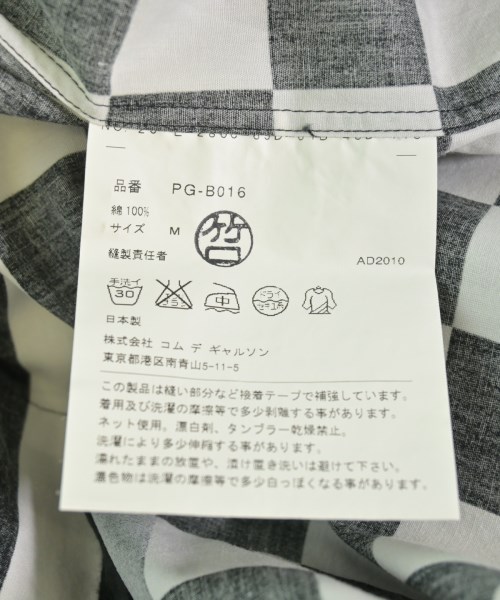 品番 PG-B016
綿 100%
サイズ M
縫製責任者
AD2010
手洗イ
30
中
ドライ
日本製
株式会社 コム デ ギャルソン
東京都港区南青山5-11-5
この製品は縫い部分など接着テープで補強しています。
着用及び洗濯の摩擦等で多少剥離する事があります。
ネット使用。漂白剤、タンブラー乾燥禁止。
洗濯により多少伸縮する事があります。
濡れたままの放置や、漬け置き洗いは避けて下さい。
濃色物は洗濯の摩擦等で多少白っぽくなる事があります。